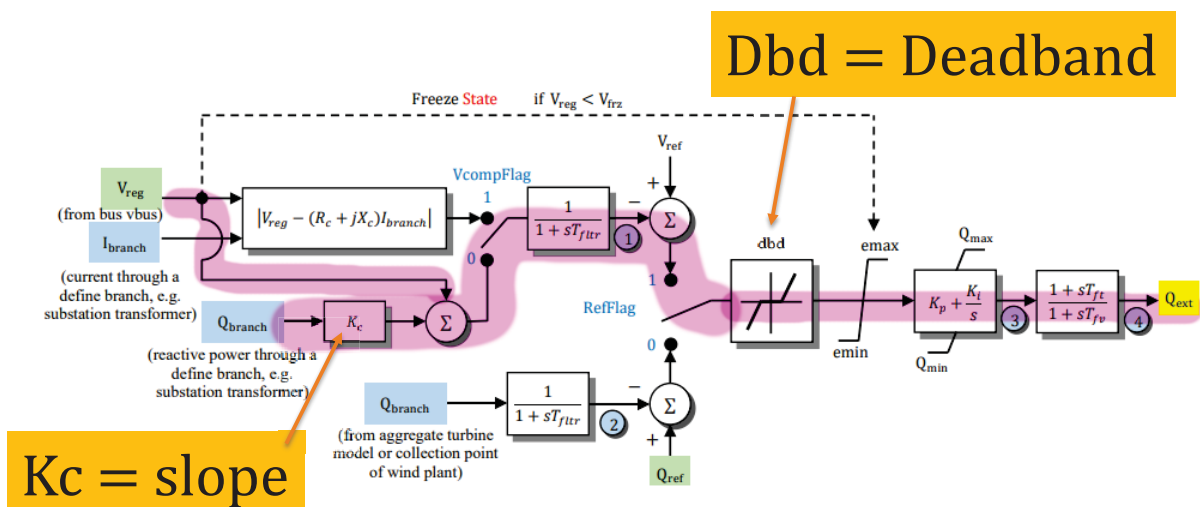 Dbd = Deadband
Freeze State if V_reg < V_frz
V_ref
V_reg
(from bus vbus)
I_branch
(current through a
define branch, e.g.
substation transformer)
|V_reg − (R_c + jX_c)I_branch|
VcompFlag
1
0
1
1 + sT_fltr
1
−
+
Σ
Q_branch
(reactive power through a
define branch, e.g.
substation transformer)
K_c
Σ
1
RefFlag
0
dbd
emax
emin
Q_max
K_p + K_i
s
Q_min
3
1 + sT_ft
1 + sT_fv
4
Q_ext
Q_branch
(from aggregate turbine
model or collection point
of wind plant)
1
1 + sT_fltr
2
−
+
Σ
Q_ref
Kc = slope